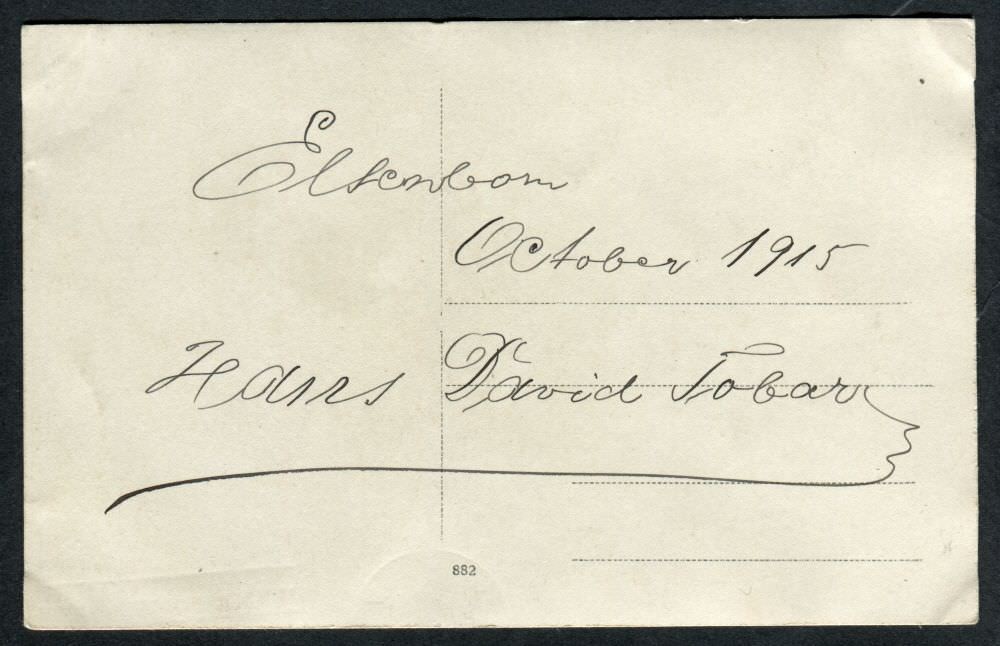 Elsenborn
October 1915
Hans David Tobar
882